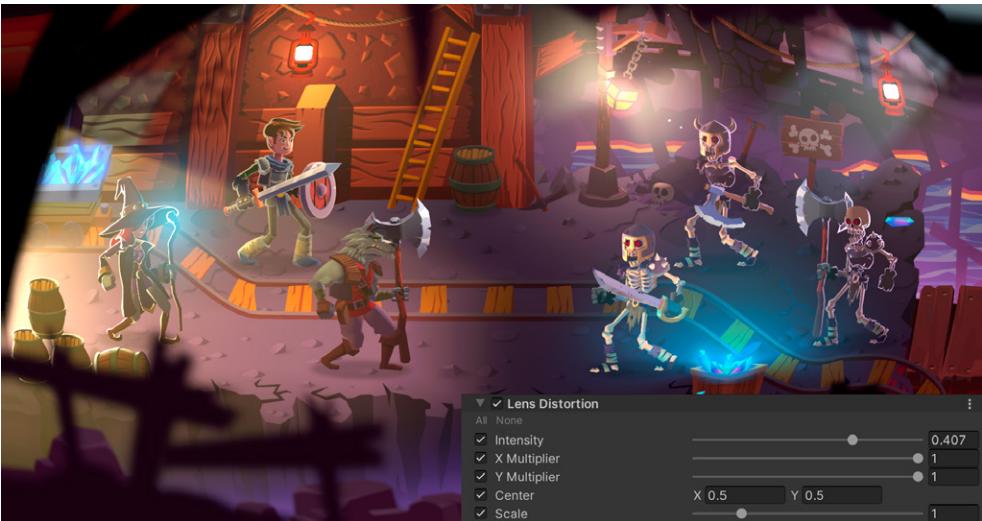 Lens Distortion
All None
Intensity 0.407
X Multiplier 1
Y Multiplier 1
Center X 0.5 Y 0.5
Scale 1